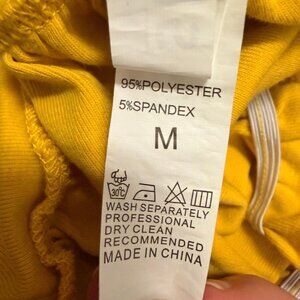 95%POLYESTER
5%SPANDEX
M
30°C
WASH SEPARATELY
PROFESSIONAL
DRY CLEAN
RECOMMENDED
MADE IN CHINA